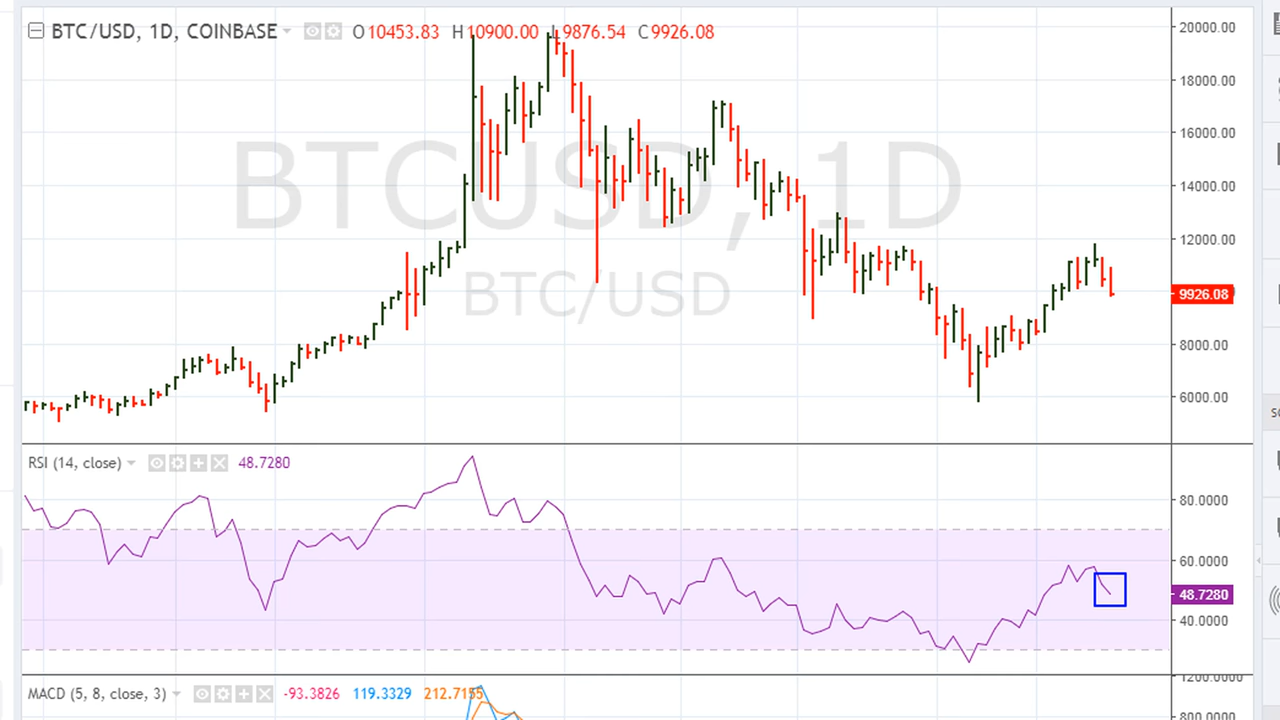 BTC/USD, 1D, COINBASE O10453.83 H10900.00 L9876.54 C9926.08
20000.00
18000.00
16000.00
BTCUSD, 1D
14000.00
12000.00
BTC/USD
9926.08
8000.00
6000.00
RSI (14, close) 48.7280
80.0000
60.0000
48.7280
40.0000
MACD (5, 8, close, 3) -93.3826 119.3329 212.7155
1200.0000
800.0000